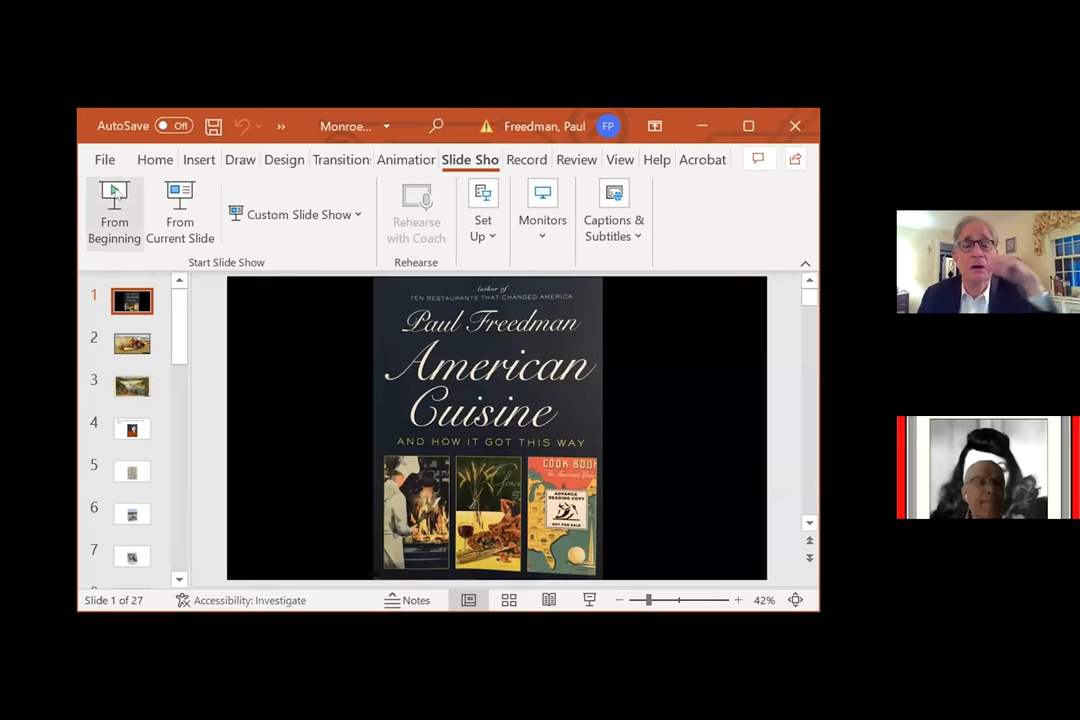 AutoSave Off Monroe... Freedman, Paul FP
File Home Insert Draw Design Transition: Animation Slide Sho Record Review View Help Acrobat
From Beginning
From Current Slide
Custom Slide Show
Rehearse with Coach
Set Up
Monitors
Captions & Subtitles
Start Slide Show
Rehearse
1
2
3
4
5
6
7
Author of
TEN RESTAURANTS THAT CHANGED AMERICA
Paul Freedman
American
Cuisine
AND HOW IT GOT THIS WAY
COOK BOOK
ADVANCE
READING COPY
NOT FOR SALE
Slide 1 of 27 Accessibility: Investigate Notes 42%